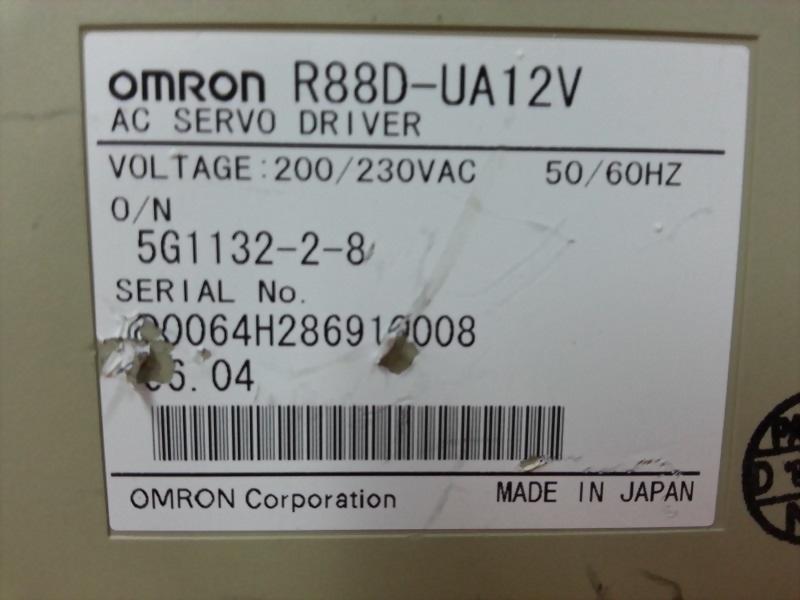 OMRON R88D-UA12V
AC SERVO DRIVER
VOLTAGE:200/230VAC 50/60HZ
O/N
5G1132-2-8
SERIAL No.
OMRON Corporation
MADE IN JAPAN